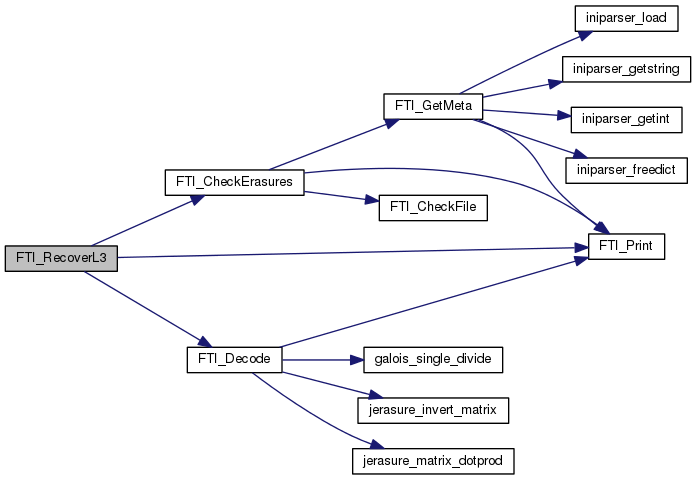 iniparser_load
iniparser_getstring
FTI_GetMeta
iniparser_getint
iniparser_freedict
FTI_CheckErasures
FTI_CheckFile
FTI_Print
FTI_RecoverL3
FTI_Decode
galois_single_divide
jerasure_invert_matrix
jerasure_matrix_dotprod